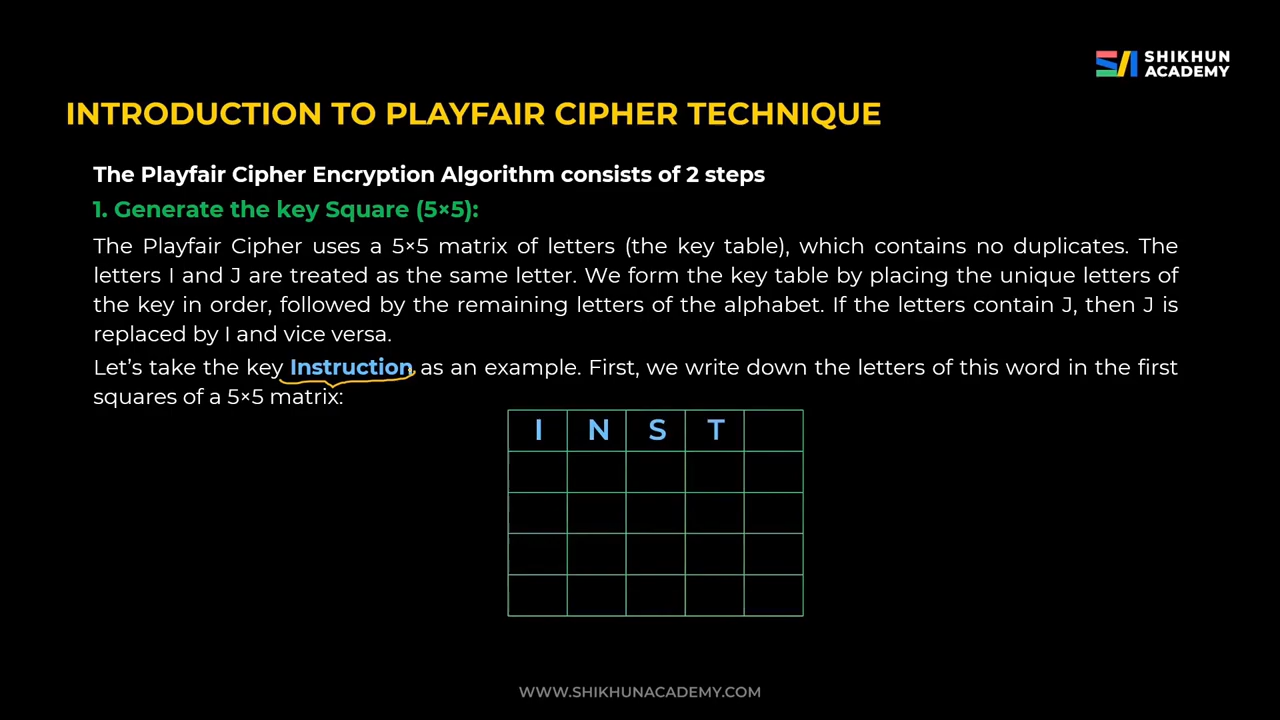 SHIKHUN
ACADEMY
INTRODUCTION TO PLAYFAIR CIPHER TECHNIQUE
The Playfair Cipher Encryption Algorithm consists of 2 steps
1. Generate the key Square (5×5):
The Playfair Cipher uses a 5×5 matrix of letters (the key table), which contains no duplicates. The
letters I and J are treated as the same letter. We form the key table by placing the unique letters of
the key in order, followed by the remaining letters of the alphabet. If the letters contain J, then J is
replaced by I and vice versa.
Let's take the key Instruction, as an example. First, we write down the letters of this word in the first
squares of a 5×5 matrix:
I N S T
WWW.SHIKHUNACADEMY.COM